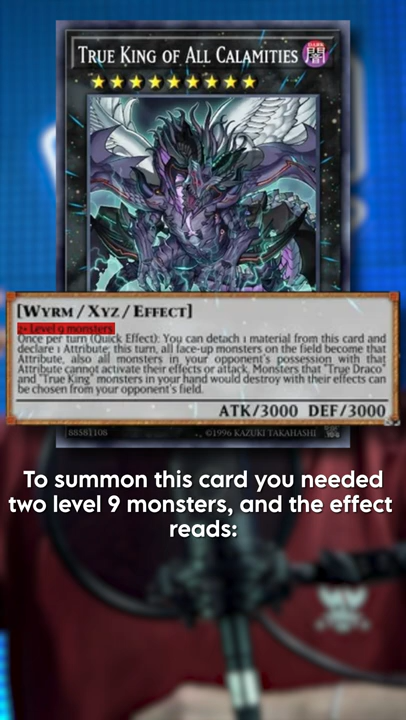 TRUE KING OF ALL CALAMITIES
闇
[WYRM/XYZ/EFFECT]
2+ Level 9 monsters
Once per turn (Quick Effect): You can detach 1 material from this card and
declare 1 Attribute; this turn, all face-up monsters on the field become that
Attribute, also all monsters in your opponent's possession with that
Attribute cannot activate their effects or attack. Monsters that "True Draco"
and "True King" monsters in your hand would destroy with their effects can
be chosen from your opponent's field.
ATK/3000 DEF/3000
88581108 ©1996 KAZUKI TAKAHASHI
To summon this card you needed
two level 9 monsters, and the effect
reads: